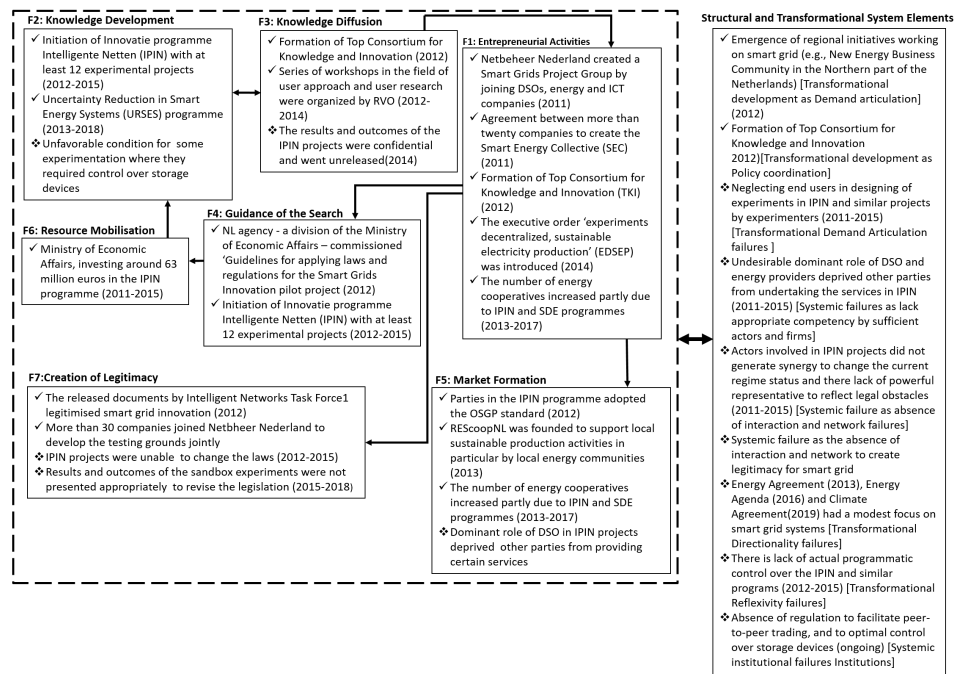 F2: Knowledge Development
✓ Initiation of Innovatie programme
Intelligente Netten (IPIN) with at
least 12 experimental projects
(2012-2015)
✓ Uncertainty Reduction in Smart
Energy Systems (URSES) programme
(2013-2018)
❖ Unfavorable condition for some
experimentation where they
required control over storage
devices
F3: Knowledge Diffusion
✓ Formation of Top Consortium for
Knowledge and Innovation (2012)
✓ Series of workshops in the field of
user approach and user research
were organized by RVO (2012-
2014)
❖ The results and outcomes of the
IPIN projects were confidential
and went unreleased(2014)
F1: Entrepreneurial Activities
✓ Netbeheer Nederland created a
Smart Grids Project Group by
joining DSOs, energy and ICT
companies (2011)
✓ Agreement between more than
twenty companies to create the
Smart Energy Collective (SEC)
(2011)
✓ Formation of Top Consortium for
Knowledge and Innovation (TKI)
(2012)
✓ The executive order 'experiments
decentralized, sustainable
electricity production' (EDSEP)
was introduced (2014)
✓ The number of energy
cooperatives increased partly due
to IPIN and SDE programmes
(2013-2017)
F6: Resource Mobilisation
✓ Ministry of Economic
Affairs, investing around 63
million euros in the IPIN
programme (2011-2015)
F4: Guidance of the Search
✓ NL agency - a division of the Ministry
of Economic Affairs – commissioned
'Guidelines for applying laws and
regulations for the Smart Grids
Innovation pilot project (2012)
✓ Initiation of Innovatie programme
Intelligente Netten (IPIN) with at least
12 experimental projects (2012-2015)
F7:Creation of Legitimacy
✓ The released documents by Intelligent Networks Task Force1
legitimised smart grid innovation (2012)
✓ More than 30 companies joined Netbheer Nederland to
develop the testing grounds jointly
❖ IPIN projects were unable to change the laws (2012-2015)
❖ Results and outcomes of the sandbox experiments were not
presented appropriately to revise the legislation (2015-2018)
F5: Market Formation
✓ Parties in the IPIN programme adopted
the OSGP standard (2012)
✓ REScoopNL was founded to support local
sustainable production activities in
particular by local energy communities
(2013)
✓ The number of energy cooperatives
increased partly due to IPIN and SDE
programmes (2013-2017)
❖ Dominant role of DSO in IPIN projects
deprived other parties from providing
certain services
Structural and Transformational System Elements
✓ Emergence of regional initiatives working
on smart grid (e.g., New Energy Business
Community in the Northern part of the
Netherlands) [Transformational
development as Demand articulation]
(2012)
✓ Formation of Top Consortium for
Knowledge and Innovation
2012)[Transformational development as
Policy coordination]
❖ Neglecting end users in designing of
experiments in IPIN and similar projects
by experimenters (2011-2015)
[Transformational Demand Articulation
failures ]
❖ Undesirable dominant role of DSO and
energy providers deprived other parties
from undertaking the services in IPIN
(2011-2015) [Systemic failures as lack
appropriate competency by sufficient
actors and firms]
❖ Actors involved in IPIN projects did not
generate synergy to change the current
regime status and there lack of powerful
representative to reflect legal obstacles
(2011-2015) [Systemic failure as absence
of interaction and network failures]
❖ Systemic failure as the absence of
interaction and network to create
legitimacy for smart grid
❖ Energy Agreement (2013), Energy
Agenda (2016) and Climate
Agreement(2019) had a modest focus on
smart grid systems [Transformational
Directionality failures]
❖ There is lack of actual programmatic
control over the IPIN and similar
programs (2012-2015) [Transformational
Reflexivity failures]
❖ Absence of regulation to facilitate peer-
to-peer trading, and to optimal control
over storage devices (ongoing) [Systemic
institutional failures Institutions]